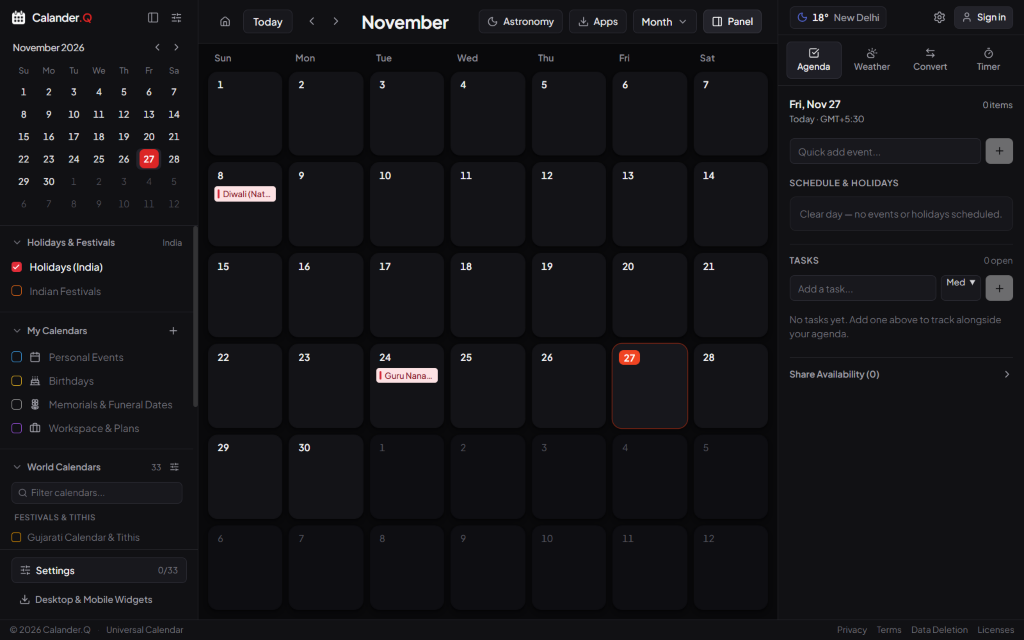 Calander.Q
November 2026
Su Mo Tu We Th Fr Sa
1 2 3 4 5 6 7
8 9 10 11 12 13 14
15 16 17 18 19 20 21
22 23 24 25 26 27 28
29 30 1 2 3 4 5
6 7 8 9 10 11 12
Holidays & Festivals India
Holidays (India)
Indian Festivals
My Calendars
Personal Events
Birthdays
Memorials & Funeral Dates
Workspace & Plans
World Calendars 33
Filter calendars...
FESTIVALS & TITHIS
Gujarati Calendar & Tithis
Settings 0/33
Desktop & Mobile Widgets
Today November Astronomy Apps Month Panel
Sun Mon Tue Wed Thu Fri Sat
1 2 3 4 5 6 7
8 9 10 11 12 13 14
Diwali (Nat...
15 16 17 18 19 20 21
22 23 24 25 26 27 28
Guru Nana...
29 30 1 2 3 4 5
6 7 8 9 10 11 12
18° New Delhi Sign in
Agenda Weather Convert Timer
Fri, Nov 27 0 items
Today · GMT+5:30
Quick add event...
SCHEDULE & HOLIDAYS
Clear day — no events or holidays scheduled.
TASKS 0 open
Add a task... Med ▼
No tasks yet. Add one above to track alongside
your agenda.
Share Availability (0)
© 2026 Calander.Q Universal Calendar Privacy Terms Data Deletion Licenses